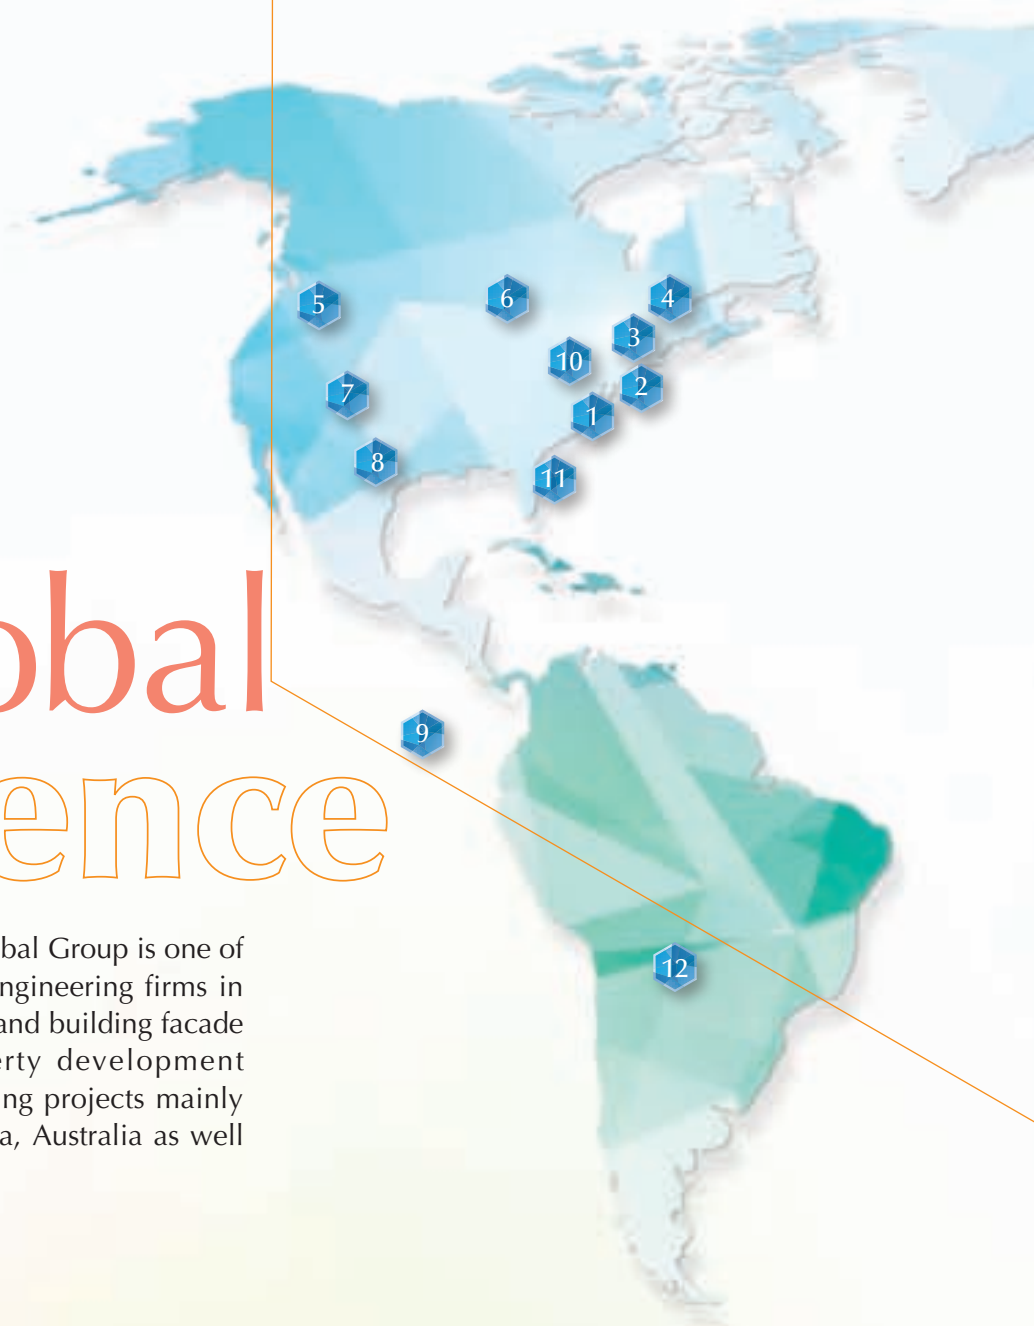 5
6
4
3
10
7
2
1
8
11
obal
9
ence
bal Group is one of
ngineering firms in
and building facade
erty development
ng projects mainly
a, Australia as well
12